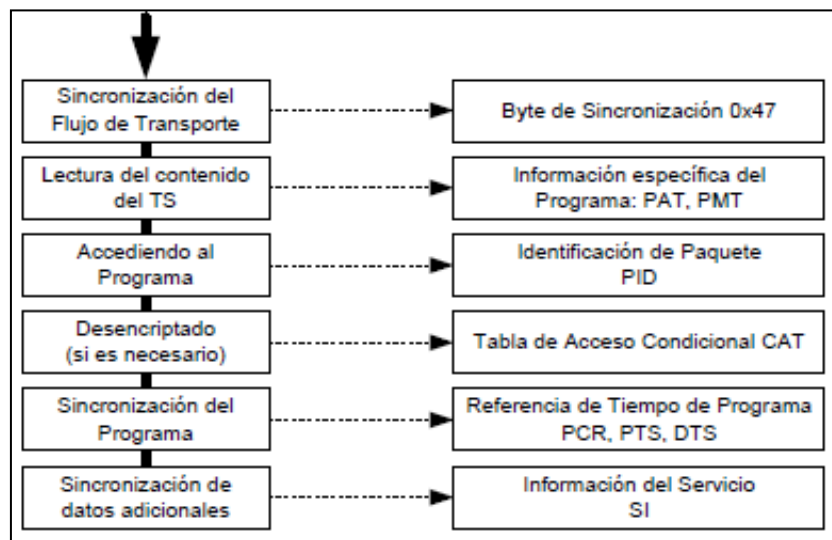 Sincronización del
Flujo de Transporte
Byte de Sincronización 0x47
Lectura del contenido
del TS
Información específica del
Programa: PAT, PMT
Accediendo al
Programa
Identificación de Paquete
PID
Desencriptado
(si es necesario)
Tabla de Acceso Condicional CAT
Sincronización del
Programa
Referencia de Tiempo de Programa
PCR, PTS, DTS
Sincronización de
datos adicionales
Información del Servicio
SI